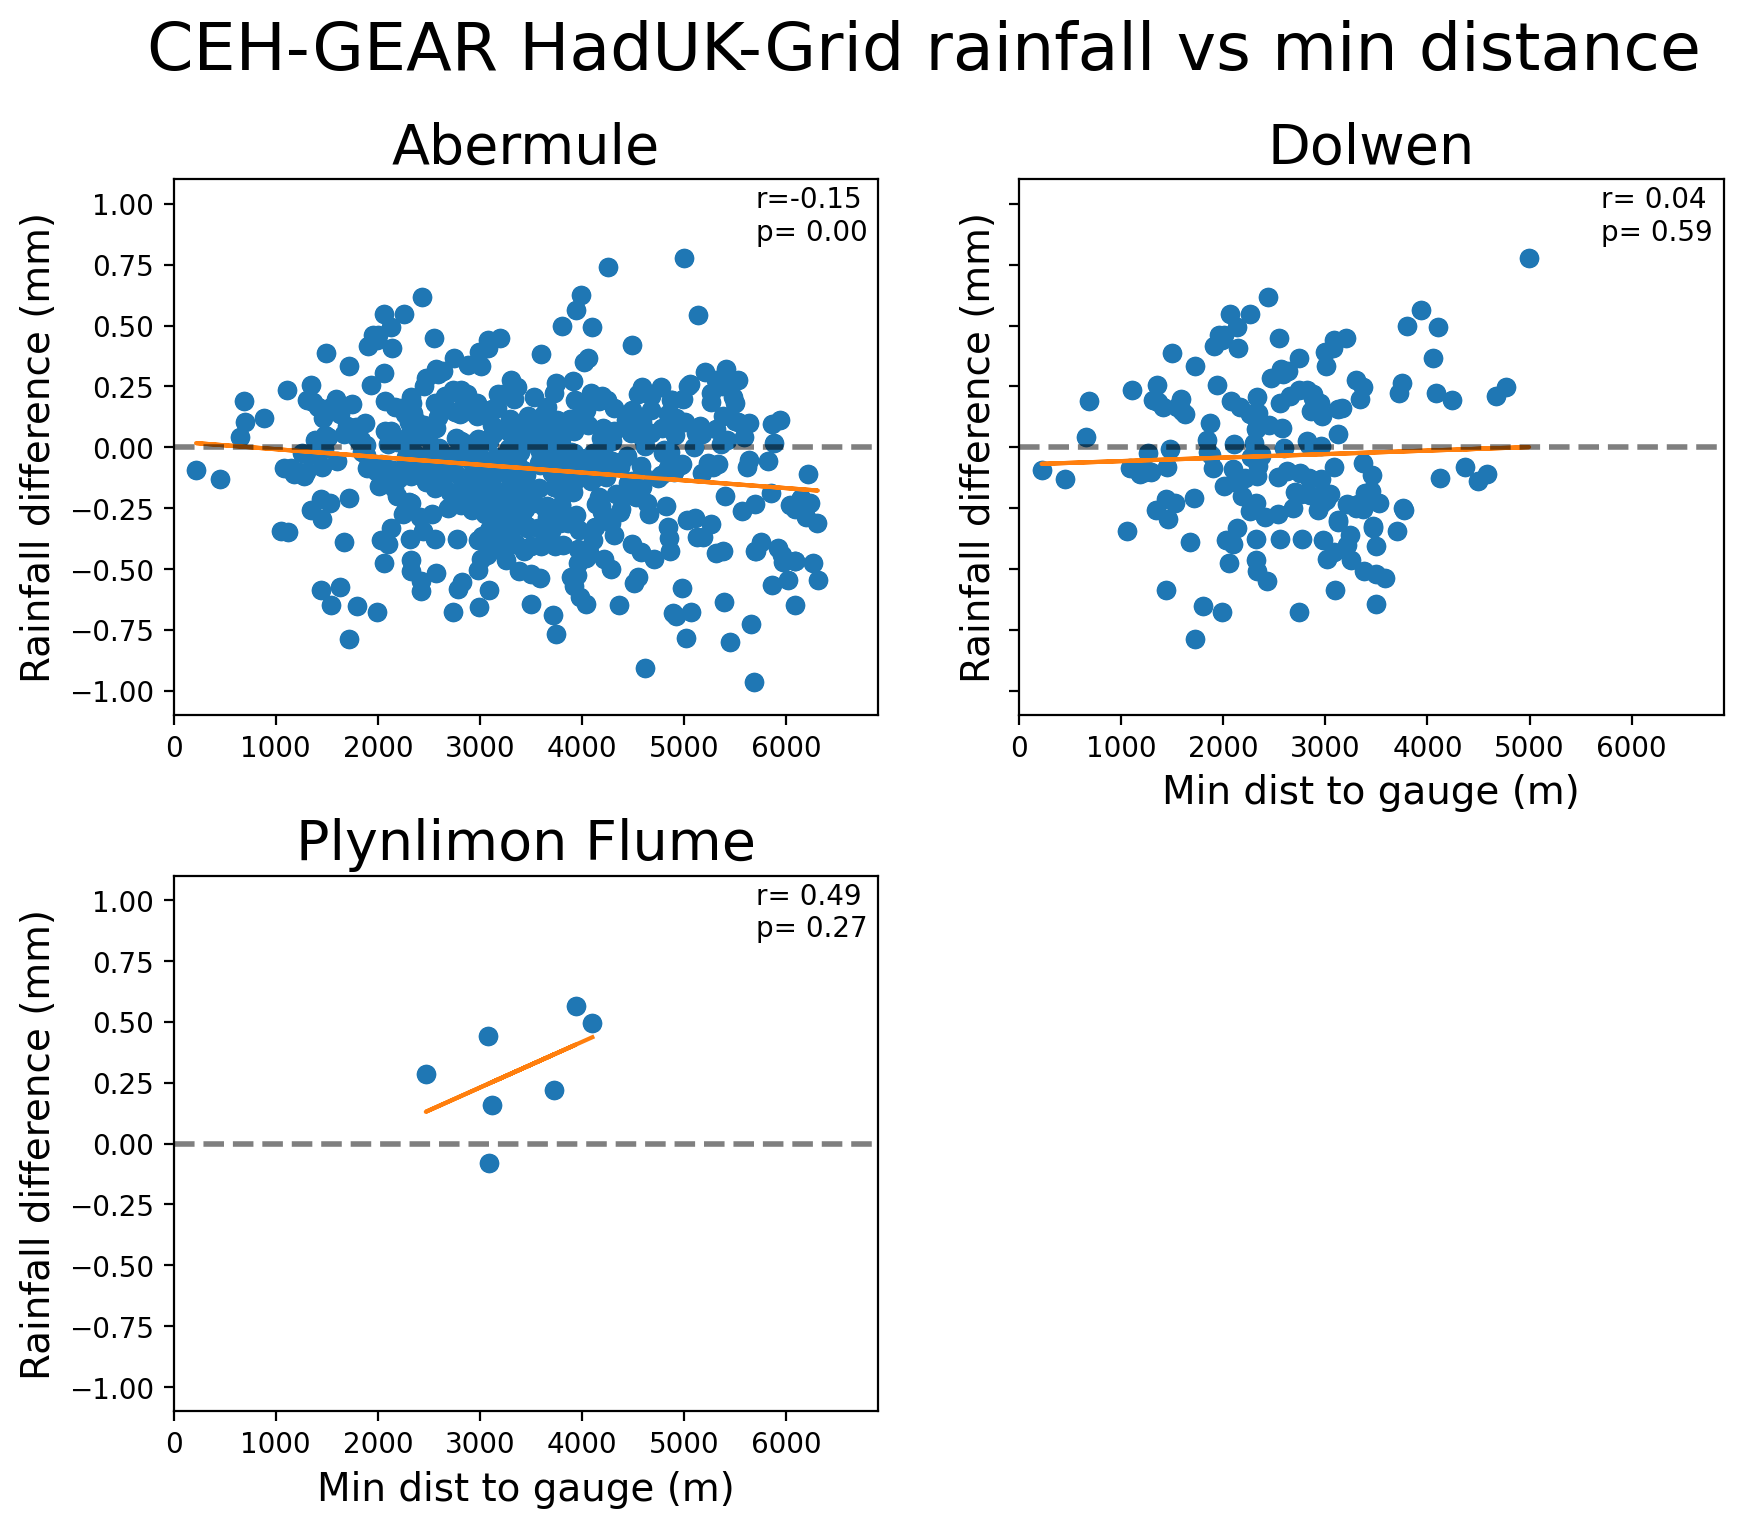 CEH-GEAR HadUK-Grid rainfall vs min distance
Abermule
r=-0.15
p= 0.00
Rainfall difference (mm)
1.00
0.75
0.50
0.25
0.00
−0.25
−0.50
−0.75
−1.00
0 1000 2000 3000 4000 5000 6000
Dolwen
r= 0.04
p= 0.59
Rainfall difference (mm)
0 1000 2000 3000 4000 5000 6000
Min dist to gauge (m)
Plynlimon Flume
r= 0.49
p= 0.27
Rainfall difference (mm)
1.00
0.75
0.50
0.25
0.00
−0.25
−0.50
−0.75
−1.00
0 1000 2000 3000 4000 5000 6000
Min dist to gauge (m)